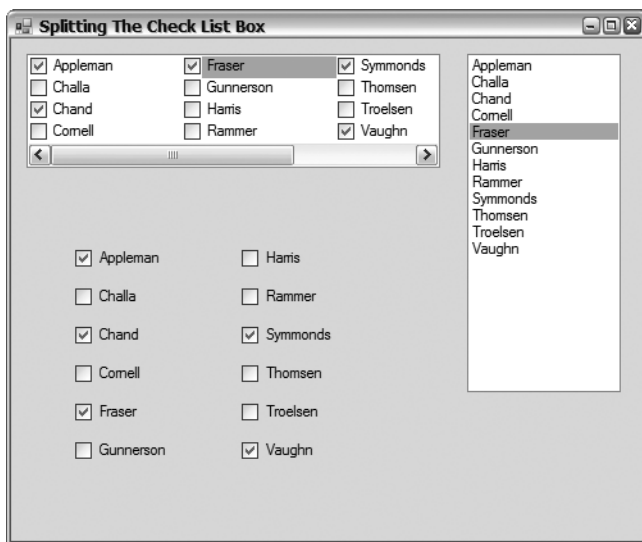 Splitting The Check List Box
Appleman Fraser Symmonds
Challa Gunnerson Thomsen
Chand Harris Troelsen
Cornell Rammer Vaughn
Appleman
Challa
Chand
Cornell
Fraser
Gunnerson
Harris
Rammer
Symmonds
Thomsen
Troelsen
Vaughn
Appleman Harris
Challa Rammer
Chand Symmonds
Cornell Thomsen
Fraser Troelsen
Gunnerson Vaughn